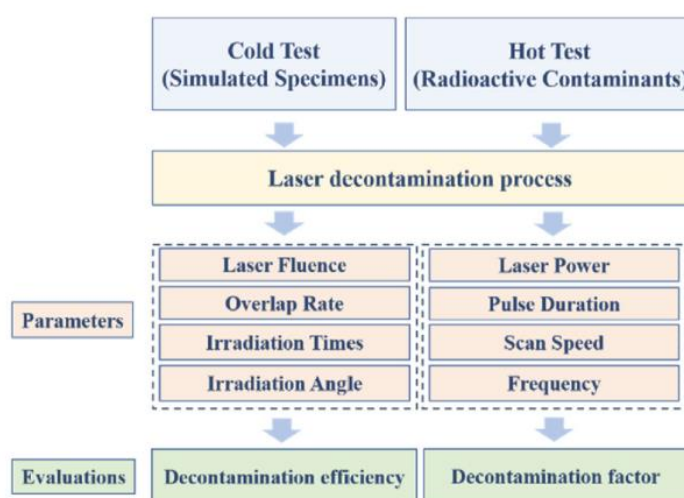 Cold Test
(Simulated Specimens)
Hot Test
(Radioactive Contaminants)
Laser decontamination process
Parameters
Laser Fluence
Overlap Rate
Irradiation Times
Irradiation Angle
Laser Power
Pulse Duration
Scan Speed
Frequency
Evaluations
Decontamination efficiency
Decontamination factor